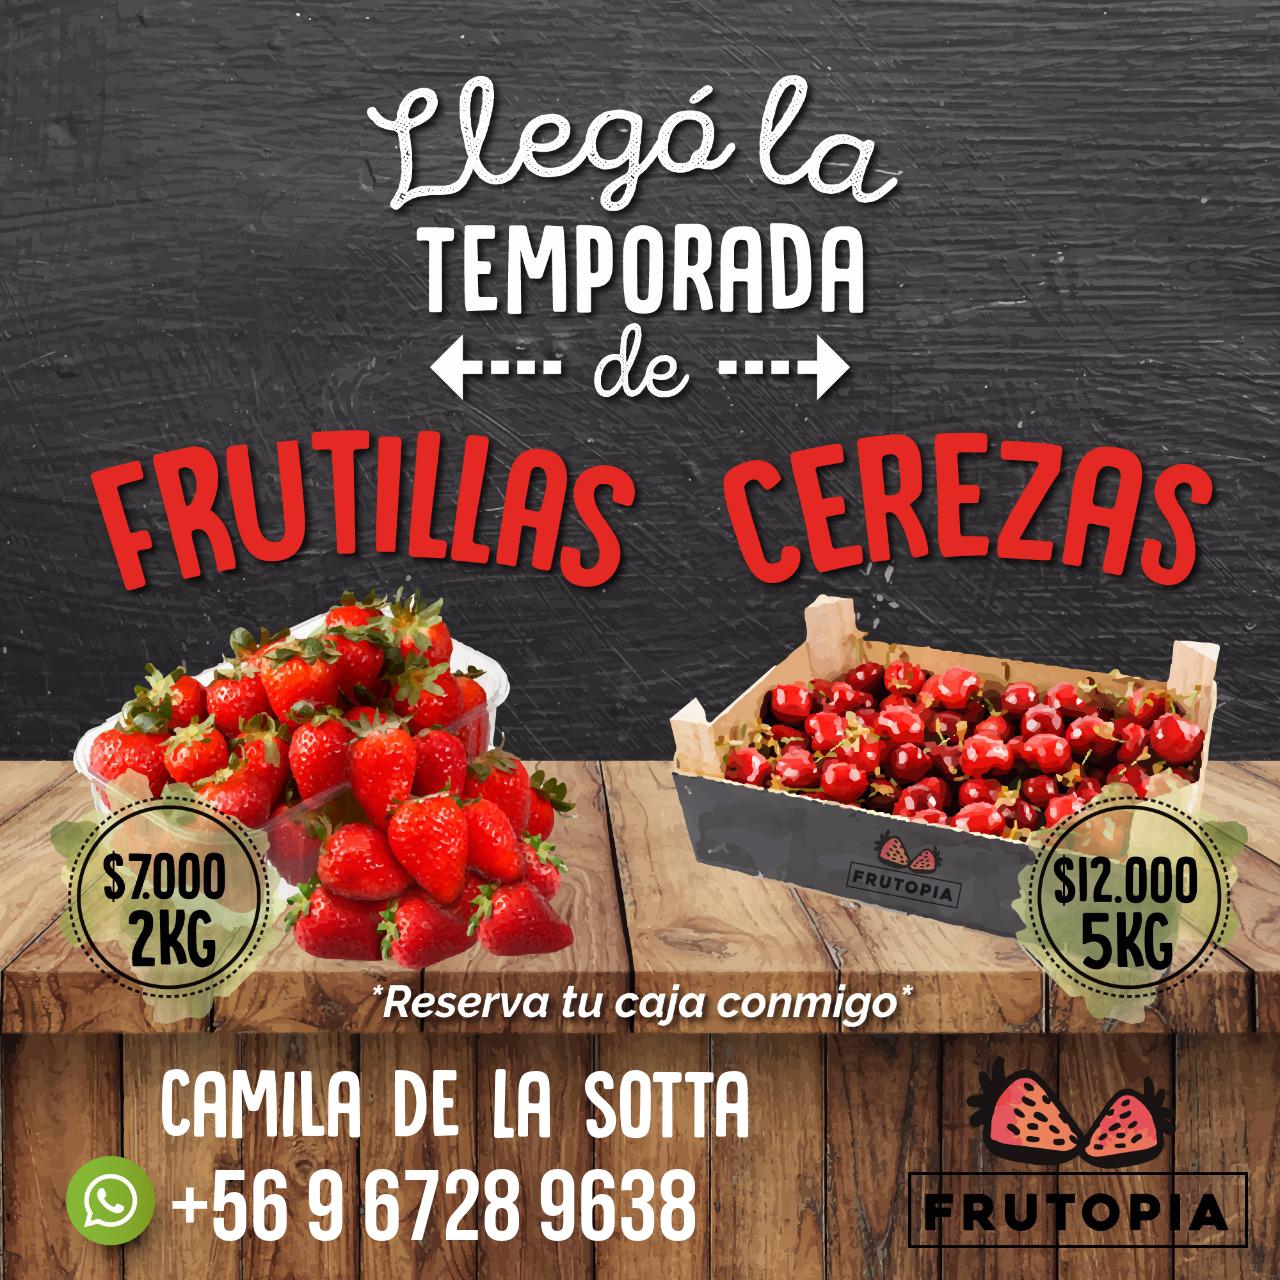 Llegó la
TEMPORADA
de
FRUTILLAS CEREZAS
$7.000
2KG
FRUTOPIA
$12.000
5KG
*Reserva tu caja conmigo*
CAMILA DE LA SOTTA
+56 9 6728 9638
FRUTOPIA